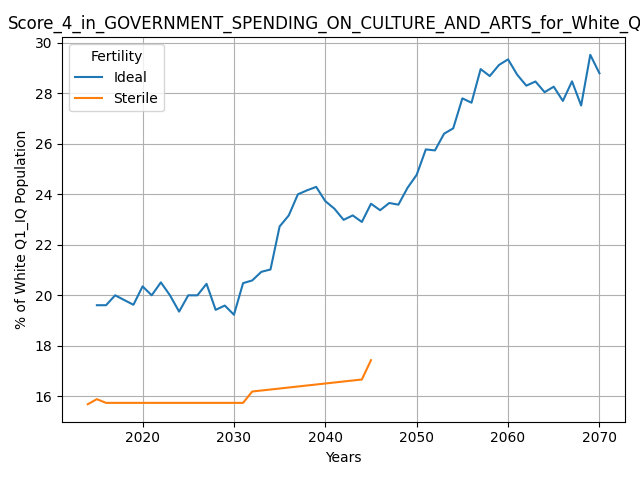 Score_4_in_GOVERNMENT_SPENDING_ON_CULTURE_AND_ARTS_for_White_Q
Fertility
Ideal
Sterile
% of White Q1_IQ Population
30
28
26
24
22
20
18
16
2020 2030 2040 2050 2060 2070
Years